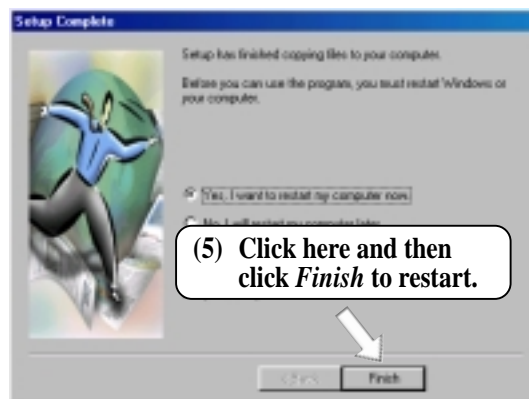 Setup Complete
Setup has finished copying files to your computer.
Before you can use the program, you must restart Windows or
your computer.
Yes, I want to restart my computer now.
No, I will restart my computer later.
(5) Click here and then
click Finish to restart.
< Back
Finish